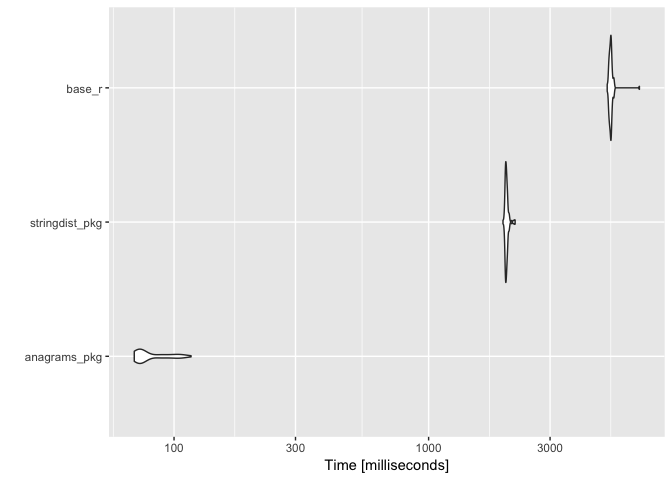 base_r
stringdist_pkg
anagrams_pkg
100 300 1000 3000
Time [milliseconds]